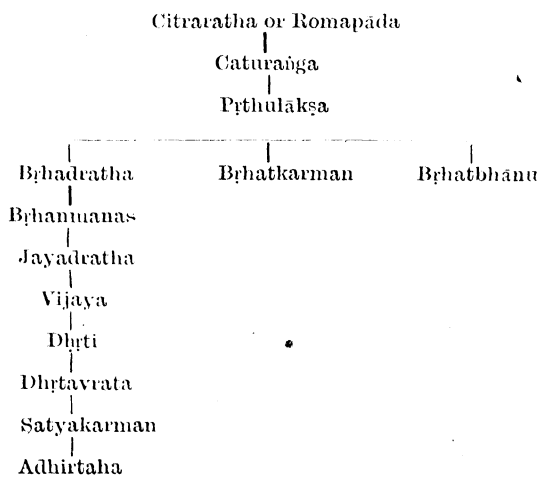 Citraratha or Romapāda
Caturaṅga
Pṛthulākṣa
Bṛhadratha Bṛhatkarman Bṛhatbhānu
Bṛhanmanas
Jayadratha
Vijaya
Dhṛti
Dhṛtavrata
Satyakarman
Adhirtaha